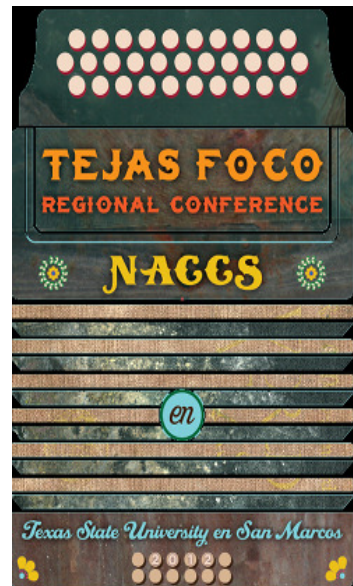 TEJAS FOCO
REGIONAL CONFERENCE
NACCS
en
Texas State University en San Marcos
2012